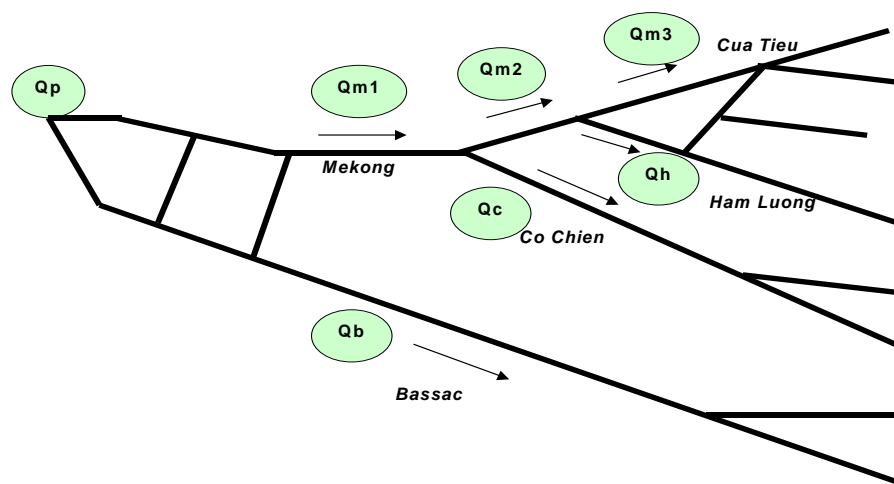 Qm3
Cua Tieu
Qm2
Qp
Qm1
Mekong
Qh
Qc
Ham Luong
Co Chien
Qb
Bassac